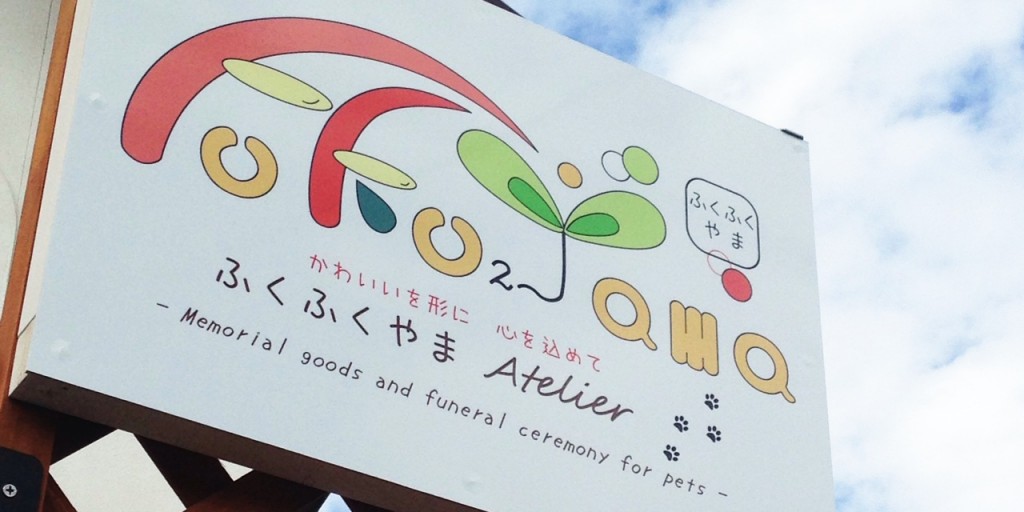 fuku2yama
ふくふく
やま
かわいいを形に 心を込めて
ふくふくやま Atelier
- Memorial goods and funeral ceremony for pets -